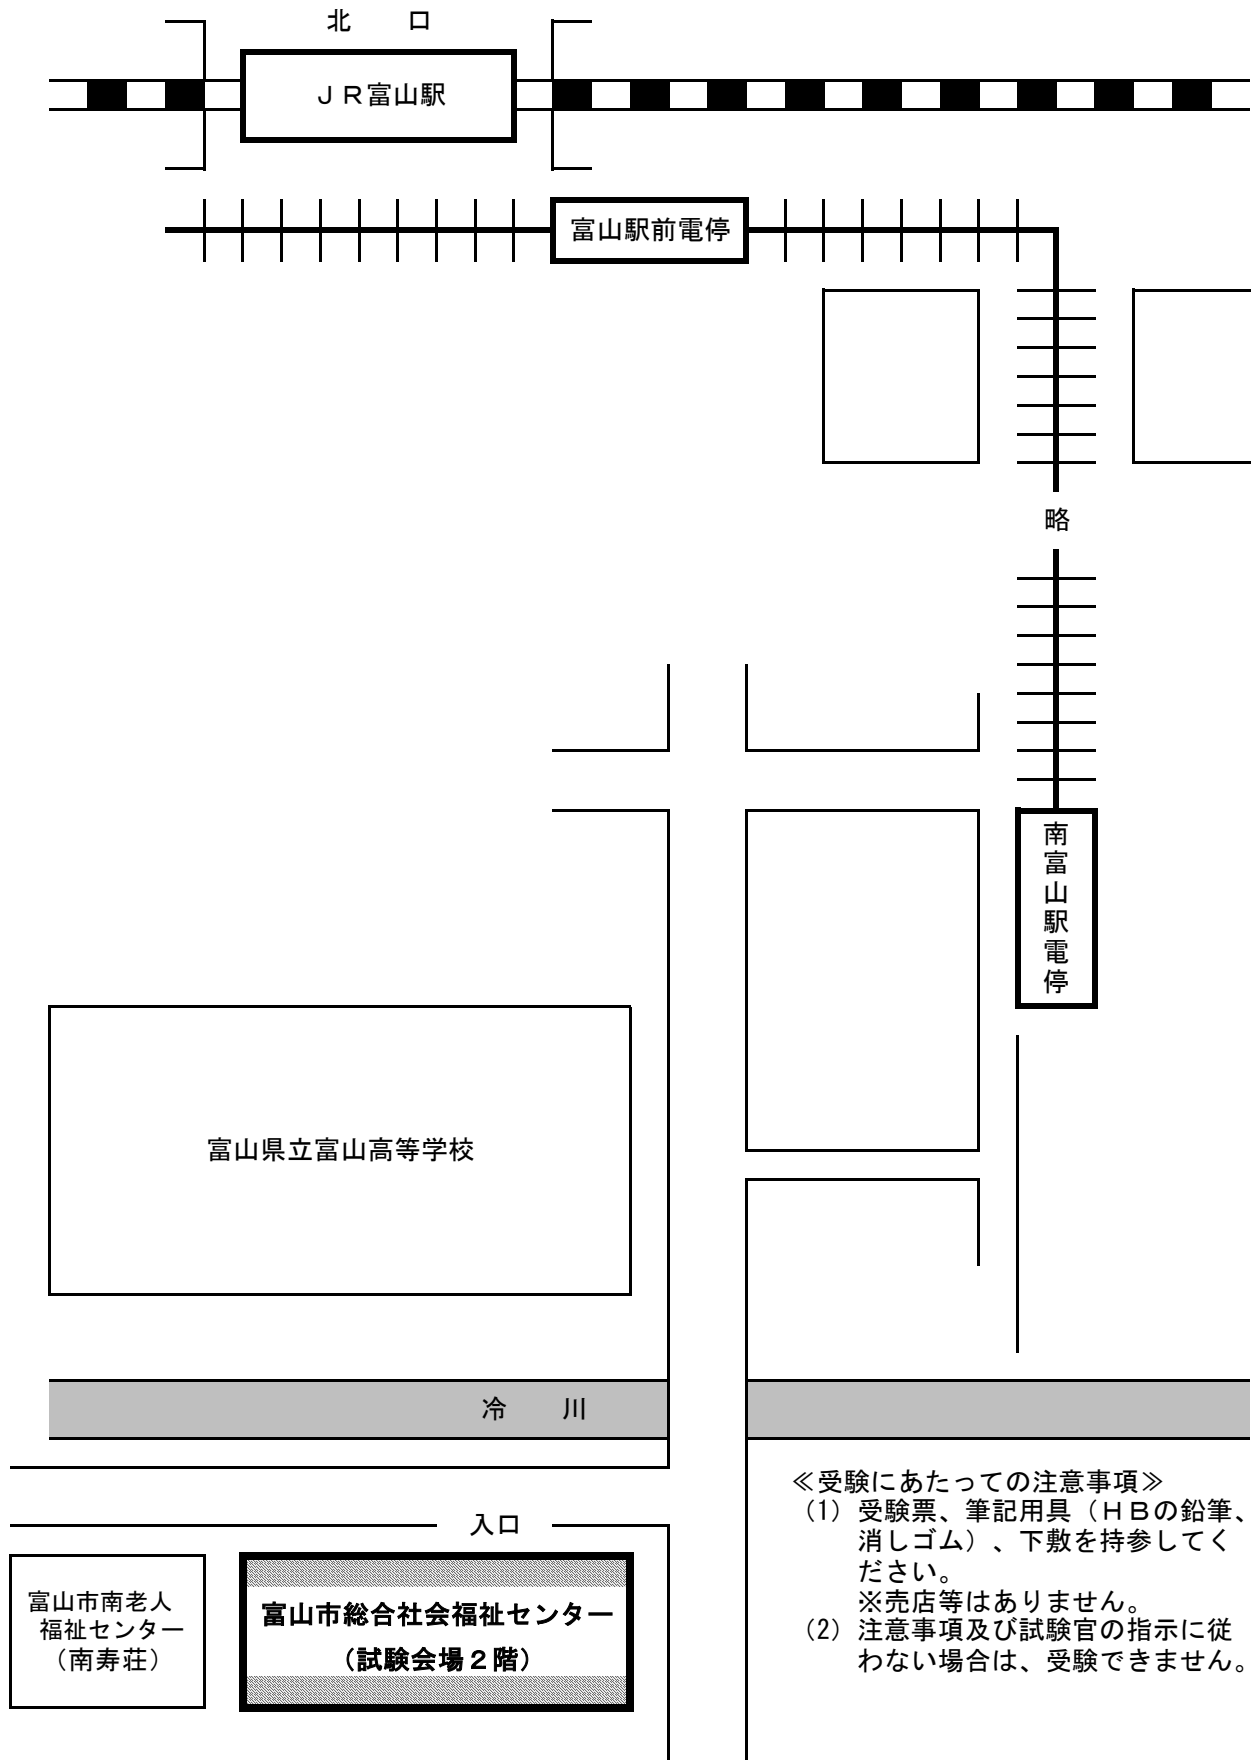 北　口
ＪＲ富山駅
富山駅前電停
略
南富山駅電停
富山県立富山高等学校
冷　川
≪受験にあたっての注意事項≫
(1) 受験票、筆記用具（ＨＢの鉛筆、
消しゴム）、下敷を持参してく
ださい。
※売店等はありません。
(2) 注意事項及び試験官の指示に従
わない場合は、受験できません。
入口
富山市南老人
福祉センター
（南寿荘）
富山市総合社会福祉センター
（試験会場２階）